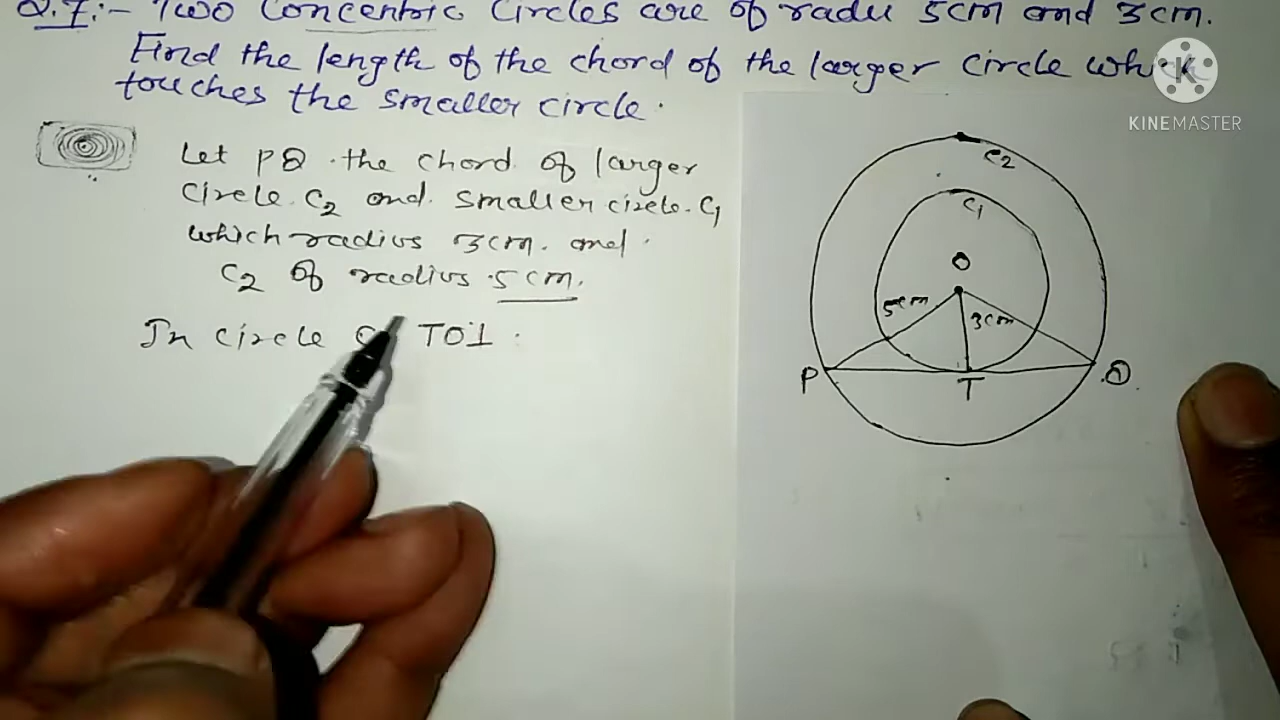 Q.7:- Two Concentric Circles are of radii 5cm and 3cm.
Find the length of the chord of the larger circle which
touches the smaller circle.
K
KINEMASTER
Let PQ the chord of larger
Circle C2 and smaller circle C1
which radius 3cm. and
C2 of radius 5cm.
In circle TO⊥
C2
C1
O
5cm
3cm
P
T
Q